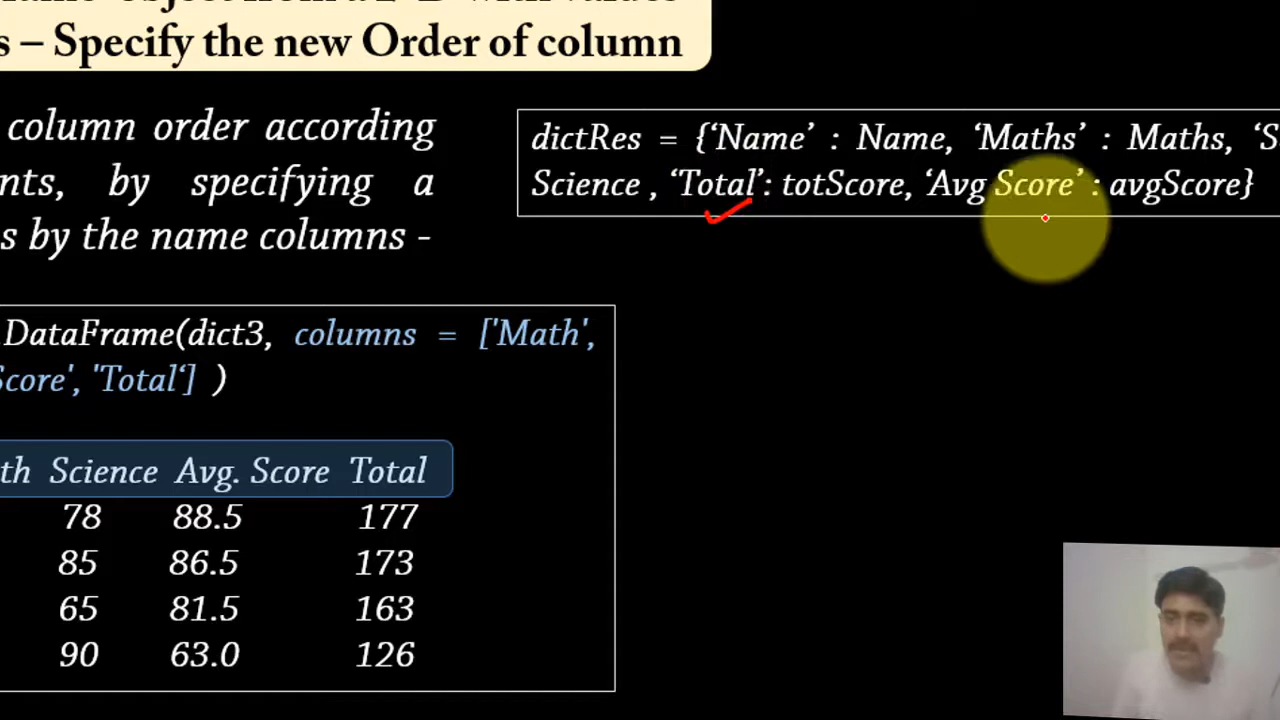 s – Specify the new Order of column
column order according
nts, by specifying a
s by the name columns -
dictRes = {‘Name’ : Name, ‘Maths’ : Maths, ‘S
Science , ‘Total’: totScore, ‘Avg Score’ : avgScore}
.DataFrame(dict3, columns = ['Math',
Score', 'Total‘] )
th Science Avg. Score Total
78 88.5 177
85 86.5 173
65 81.5 163
90 63.0 126